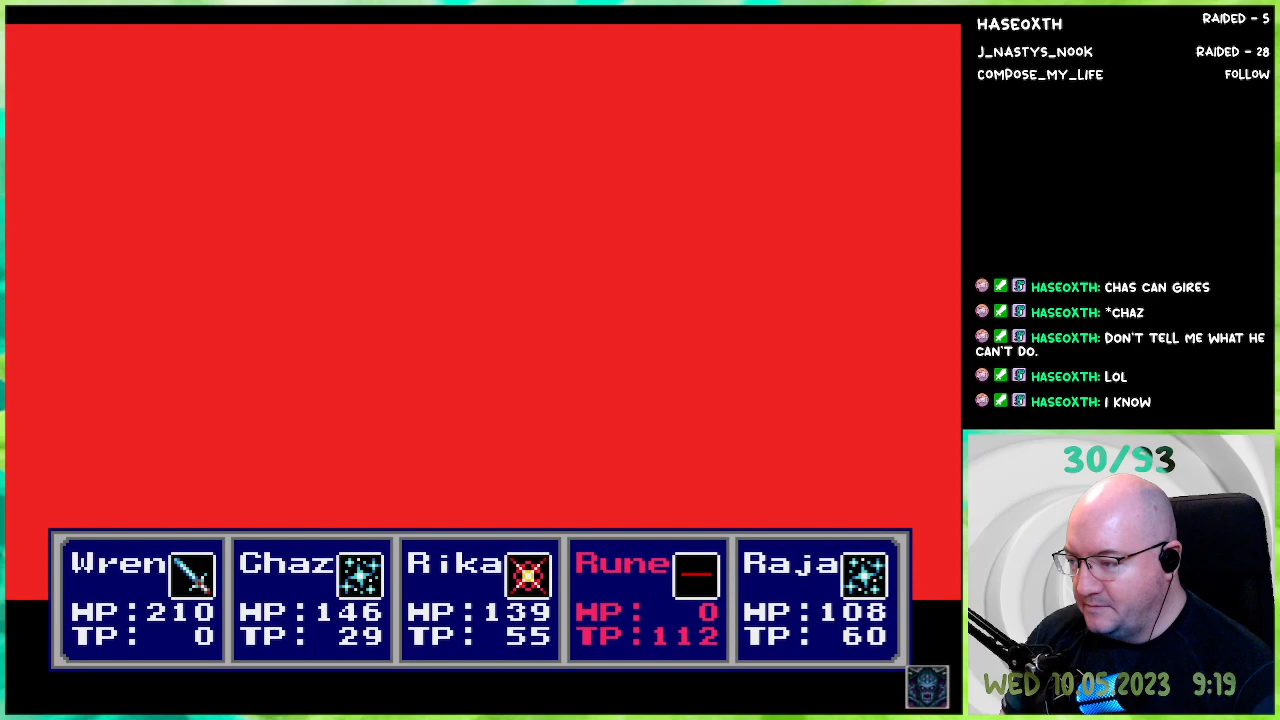 HASEOXTH RAIDED - 5
J_NASTYS_NOOK RAIDED - 28
COMPOSE_MY_LIFE FOLLOW
HASEOXTH: CHAS CAN GIRES
HASEOXTH: *CHAZ
HASEOXTH: DON'T TELL ME WHAT HE
CAN'T DO.
HASEOXTH: LOL
HASEOXTH: I KNOW
30/93
Wren Chaz Rika Rune Raja
HP:210 HP:146 HP:139 HP: 0 HP:108
TP: 0 TP: 29 TP: 55 TP:112 TP: 60
WED 10.05.2023 9:19